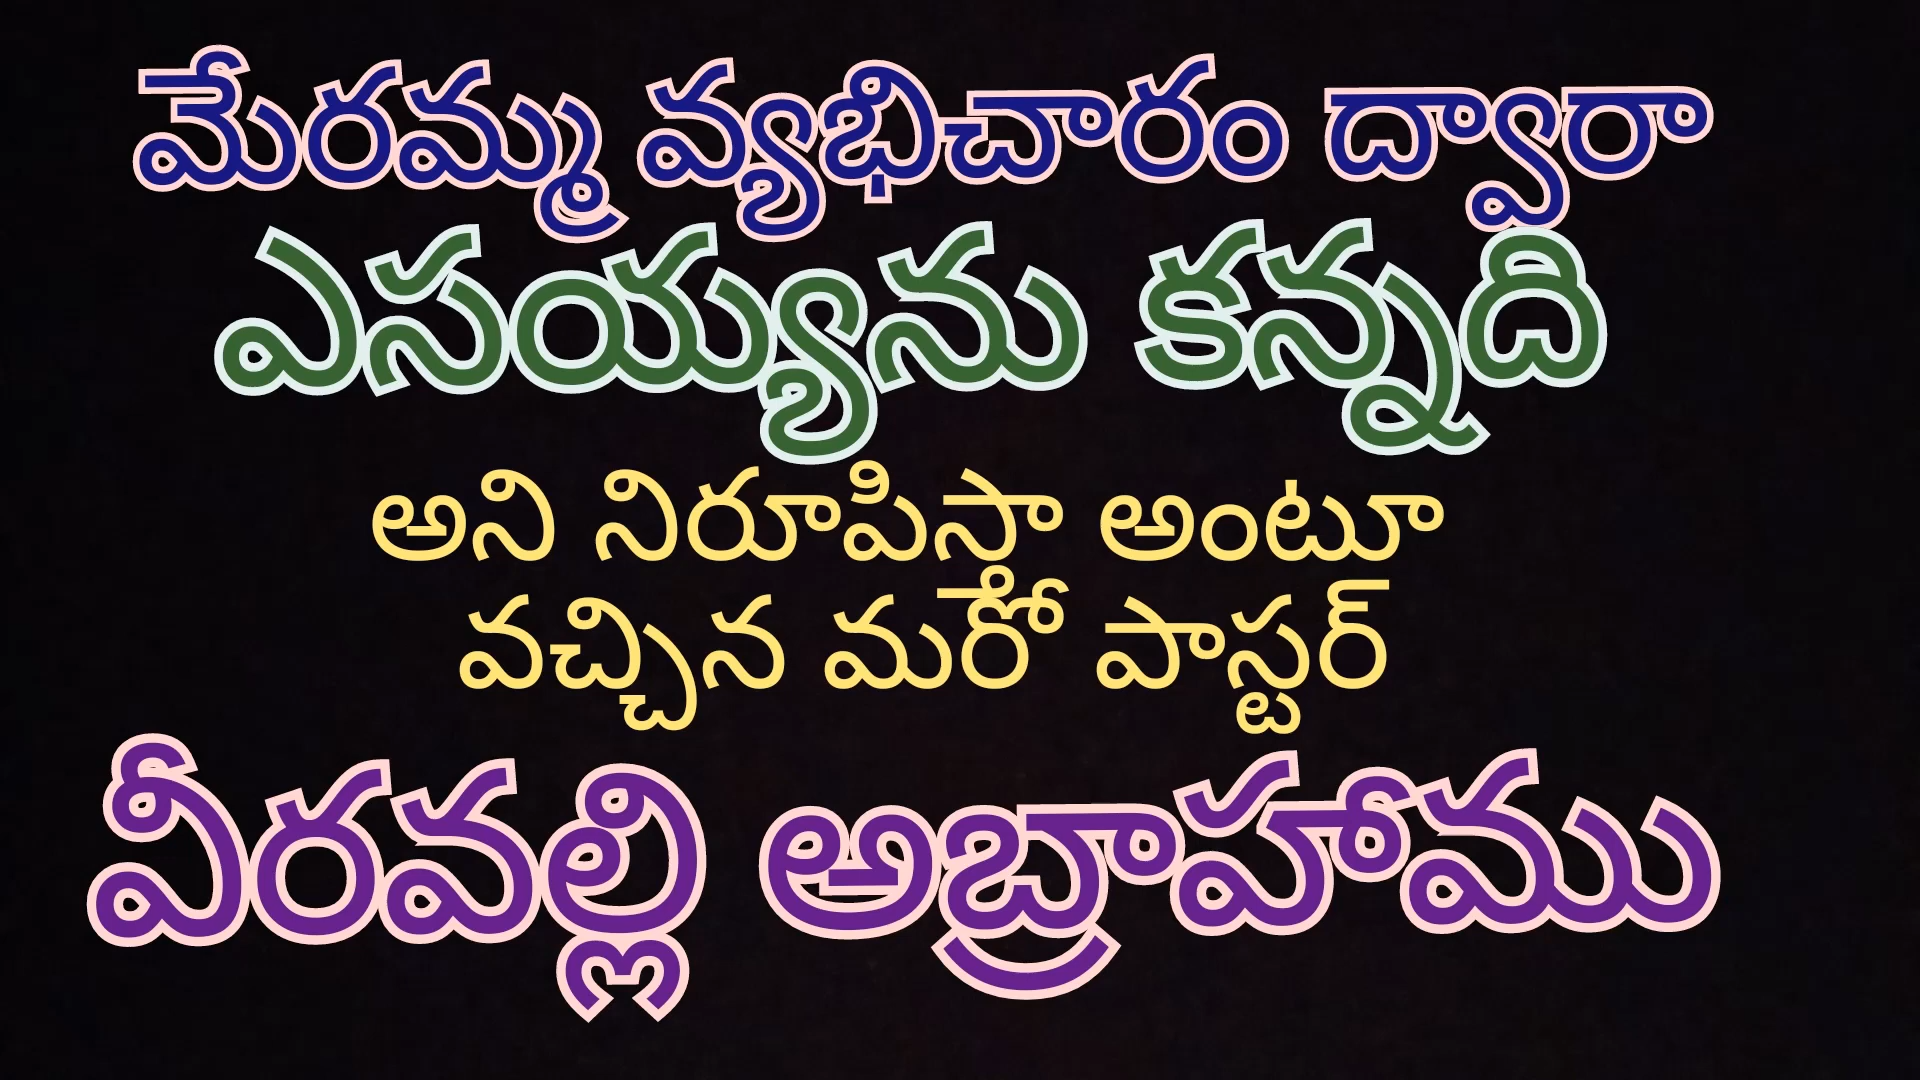 మేరమ్మ వ్యభిచారం ద్వారా
ఎసయ్యను కన్నది
అని నిరూపిస్తా అంటూ
వచ్చిన మరో పాస్టర్
వీరవల్లి అబ్రాహాము